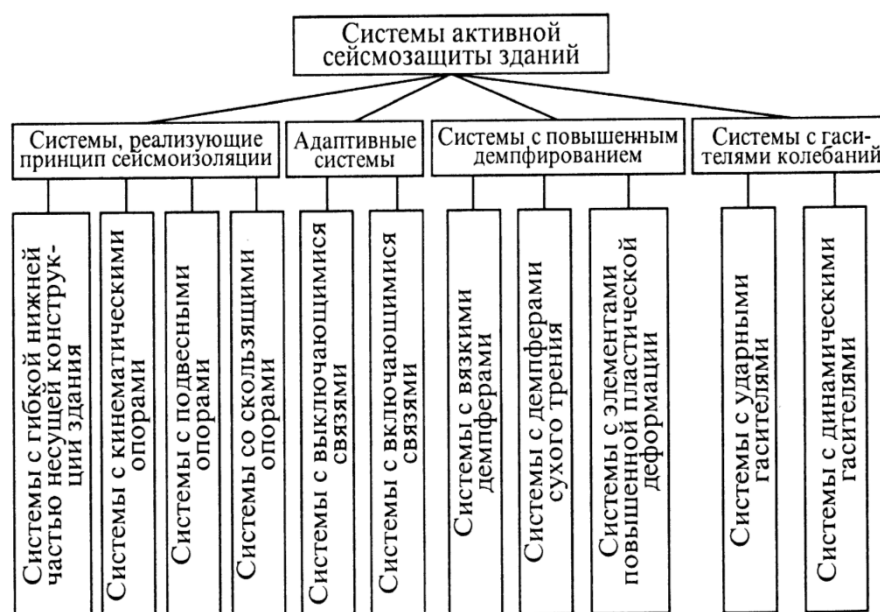 Системы активной
сейсмозащиты зданий
Системы, реализующие
принцип сейсмоизоляции
Адаптивные
системы
Системы с повышенным
демпфированием
Системы с гаси-
телями колебаний
Системы с гибкой нижней
частью несущей конструк-
ции здания
Системы с кинематическими
опорами
Системы с подвесными
опорами
Системы со скользящими
опорами
Системы с выключающимися
связями
Системы с включающимися
связями
Системы с вязкими
демпферами
Системы с демпферами
сухого трения
Системы с элементами
повышенной пластической
деформации
Системы с ударными
гасителями
Системы с динамическими
гасителями